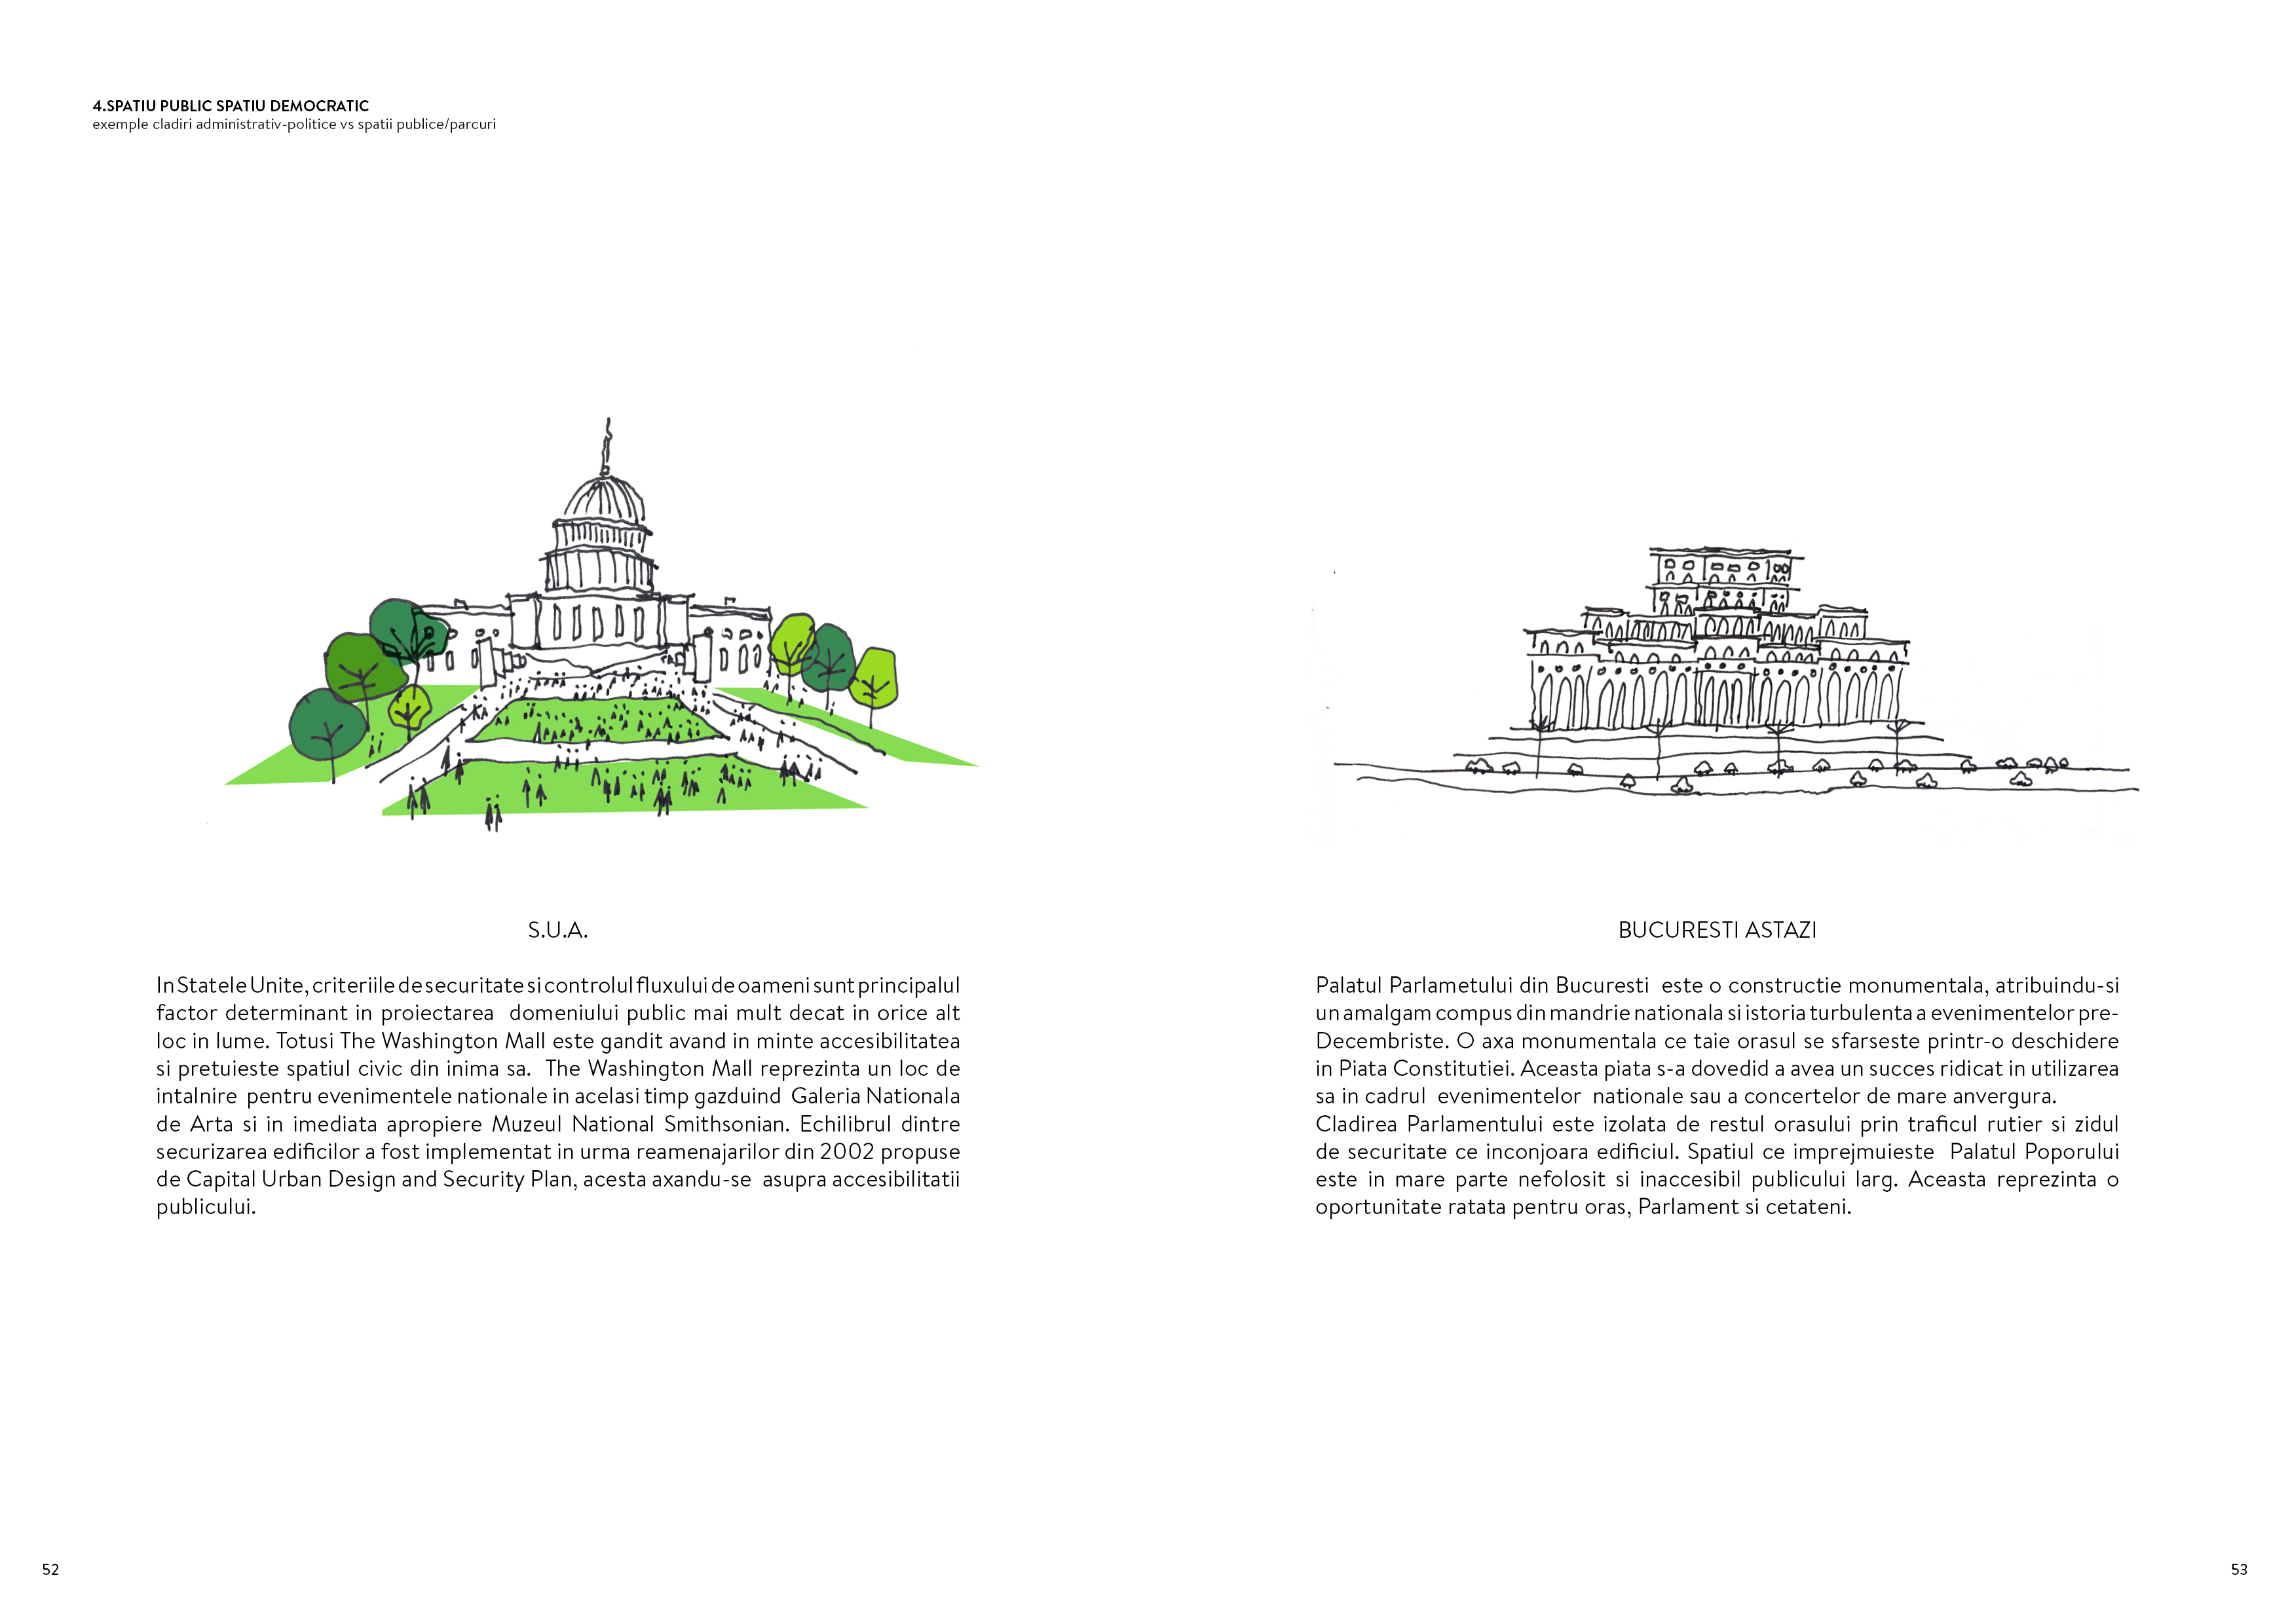 4.SPATIU PUBLIC SPATIU DEMOCRATIC
exemple cladiri administrativ-politice vs spatii publice/parcuri
S.U.A.
In Statele Unite, criteriile de securitate si controlul fluxului de oameni sunt principalul
factor determinant in proiectarea domeniului public mai mult decat in orice alt
loc in lume. Totusi The Washington Mall este gandit avand in minte accesibilitatea
si pretuieste spatiul civic din inima sa. The Washington Mall reprezinta un loc de
intalnire pentru evenimentele nationale in acelasi timp gazduind Galeria Nationala
de Arta si in imediata apropiere Muzeul National Smithsonian. Echilibrul dintre
securizarea edificilor a fost implementat in urma reamenajarilor din 2002 propuse
de Capital Urban Design and Security Plan, acesta axandu-se asupra accesibilitatii
publicului.
BUCURESTI ASTAZI
Palatul Parlametului din Bucuresti este o constructie monumentala, atribuindu-si
un amalgam compus din mandrie nationala si istoria turbulenta a evenimentelor pre-
Decembriste. O axa monumentala ce taie orasul se sfarseste printr-o deschidere
in Piata Constitutiei. Aceasta piata s-a dovedid a avea un succes ridicat in utilizarea
sa in cadrul evenimentelor nationale sau a concertelor de mare anvergura.
Cladirea Parlamentului este izolata de restul orasului prin traficul rutier si zidul
de securitate ce inconjoara edificiul. Spatiul ce imprejmuieste Palatul Poporului
este in mare parte nefolosit si inaccesibil publicului larg. Aceasta reprezinta o
oportunitate ratata pentru oras, Parlament si cetateni.
52
53